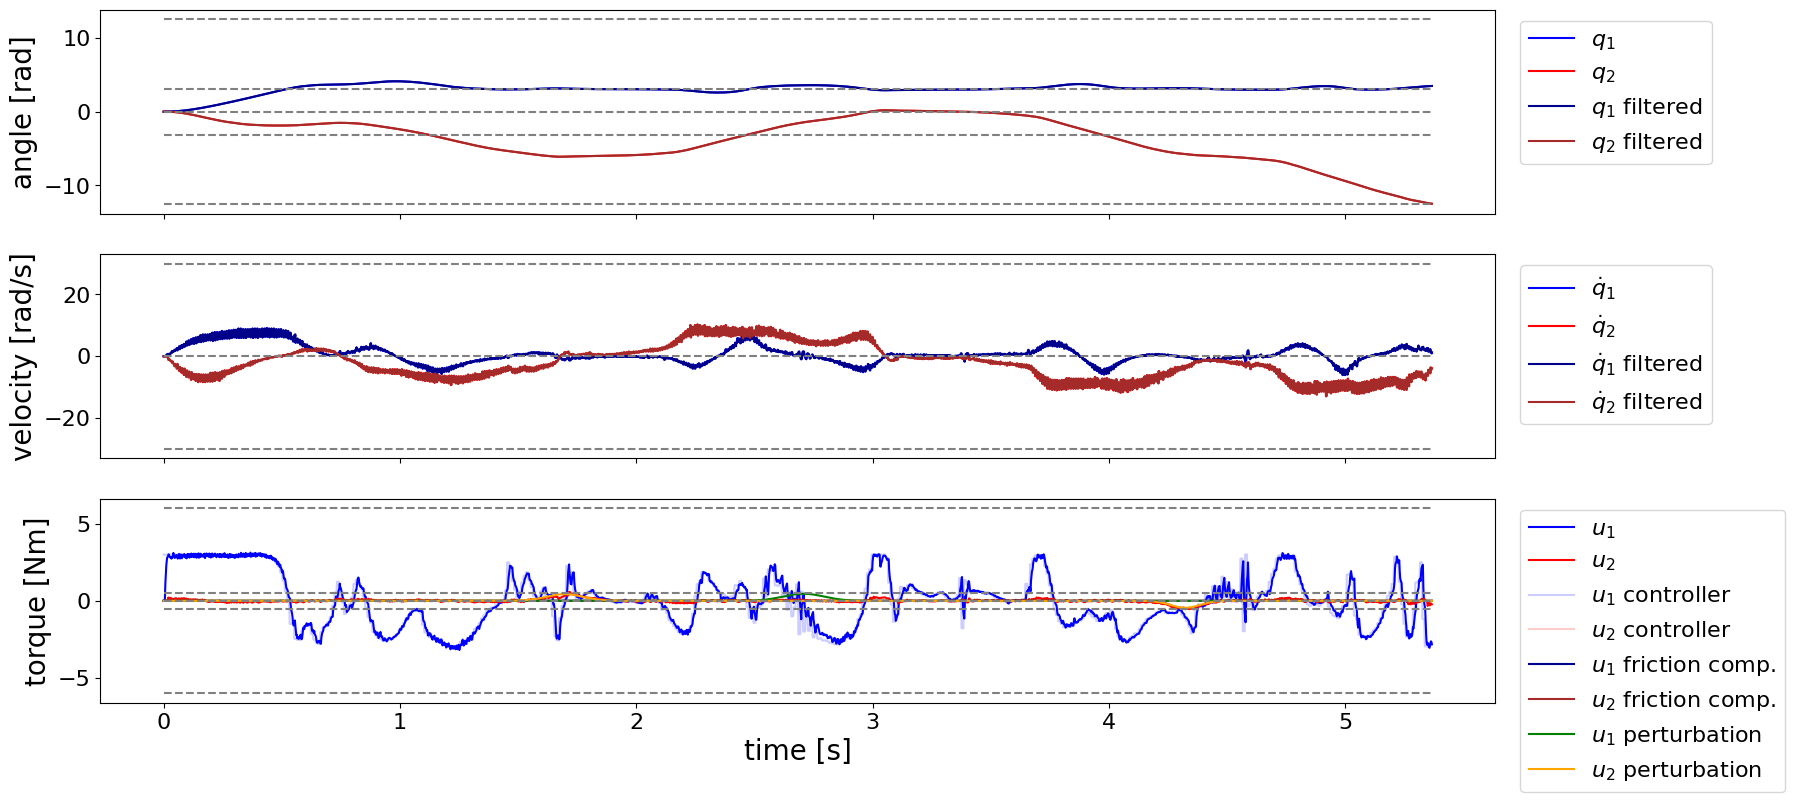 angle [rad]
10
0
−10
q₁
q₂
q₁ filtered
q₂ filtered
velocity [rad/s]
20
0
−20
q̇₁
q̇₂
q̇₁ filtered
q̇₂ filtered
torque [Nm]
5
0
−5
0 1 2 3 4 5
time [s]
u₁
u₂
u₁ controller
u₂ controller
u₁ friction comp.
u₂ friction comp.
u₁ perturbation
u₂ perturbation